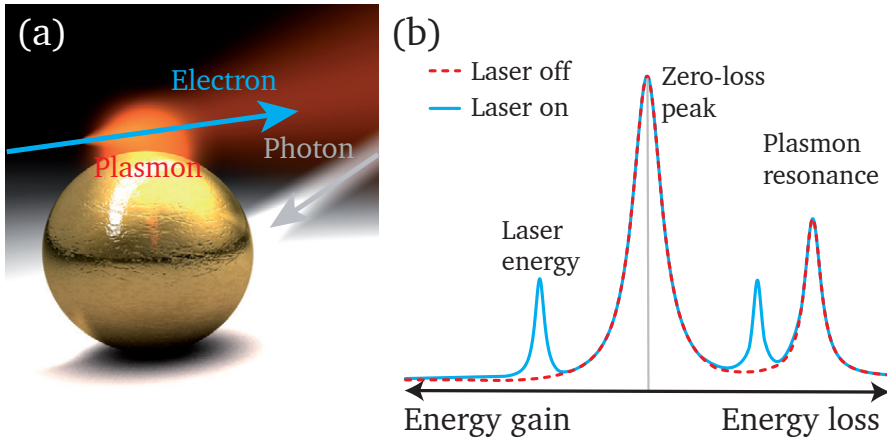 (a)
Electron
Photon
Plasmon
(b)
Laser off
Laser on
Zero-loss
peak
Plasmon
resonance
Laser
energy
Energy gain
Energy loss